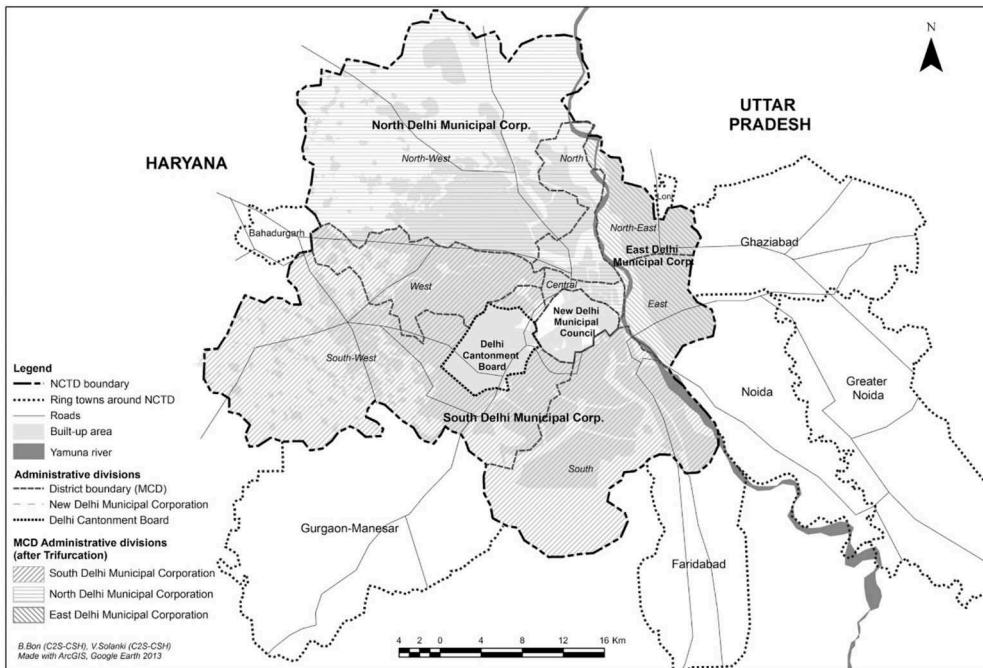 N
UTTAR
PRADESH
HARYANA
North Delhi Municipal Corp.
North-West
North
Loni
Bahadurgarh
North-East
East Delhi
Municipal Corp.
Ghaziabad
West
Central
East
New Delhi
Municipal
Council
Delhi
Cantonment
Board
South-West
Noida
Greater
Noida
South Delhi Municipal Corp.
South
Gurgaon-Manesar
Faridabad
Legend
NCTD boundary
Ring towns around NCTD
Roads
Built-up area
Yamuna river
Administrative divisions
District boundary (MCD)
New Delhi Municipal Corporation
Delhi Cantonment Board
MCD Administrative divisions
(after Trifurcation)
South Delhi Municipal Corporation
North Delhi Municipal Corporation
East Delhi Municipal Corporation
B.Bon (C2S-CSH), V.Solanki (C2S-CSH)
Made with ArcGIS, Google Earth 2013
4 2 0 4 8 12 16 Km